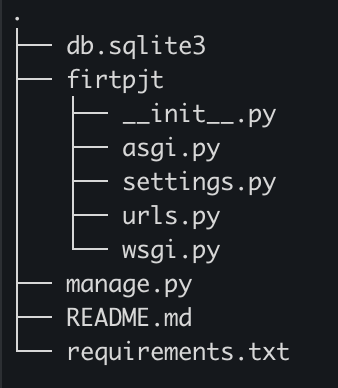 .
├── db.sqlite3
├── firtpjt
│   ├── __init__.py
│   ├── asgi.py
│   ├── settings.py
│   ├── urls.py
│   └── wsgi.py
├── manage.py
├── README.md
└── requirements.txt